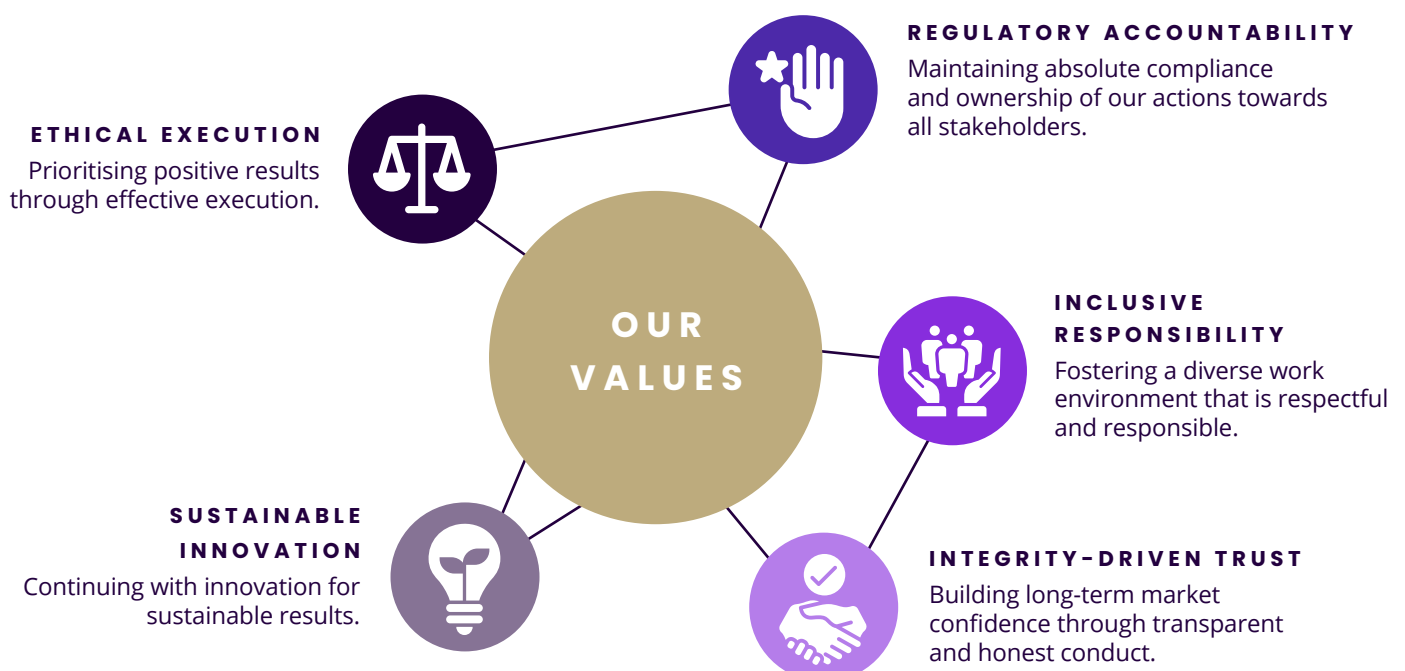 REGULATORY ACCOUNTABILITY
Maintaining absolute compliance
and ownership of our actions towards
all stakeholders.
ETHICAL EXECUTION
Prioritising positive results
through effective execution.
OUR
VALUES
INCLUSIVE
RESPONSIBILITY
Fostering a diverse work
environment that is respectful
and responsible.
SUSTAINABLE
INNOVATION
Continuing with innovation for
sustainable results.
INTEGRITY-DRIVEN TRUST
Building long-term market
confidence through transparent
and honest conduct.